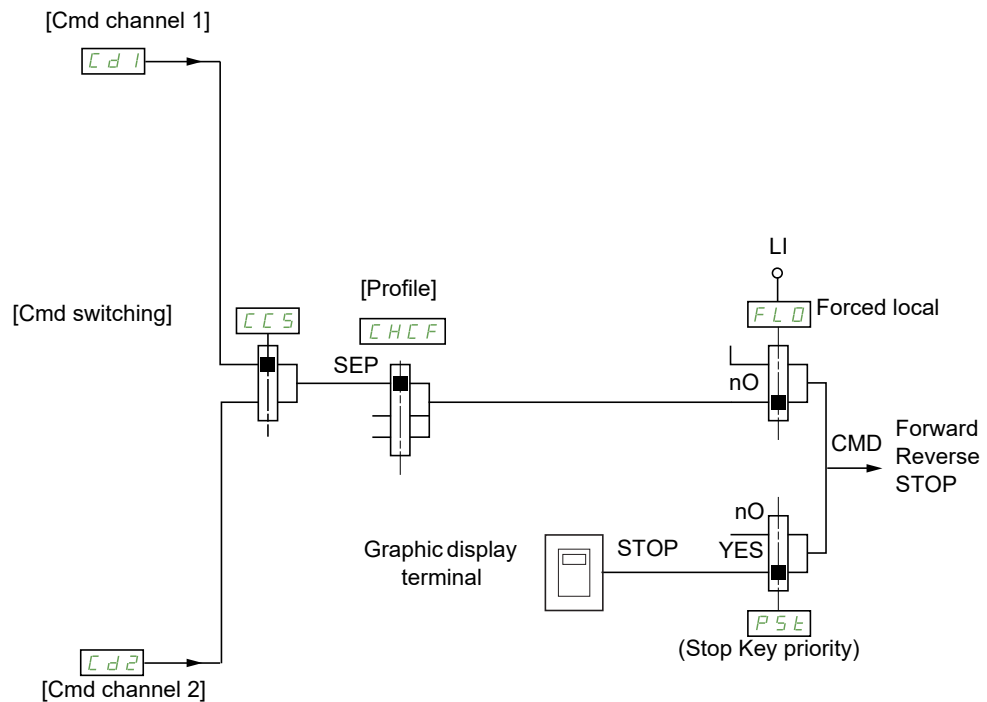 [Cmd channel 1]
Cd1
LI
[Profile]
[Cmd switching]
CCS
FLO
Forced local
CHCF
SEP
nO
CMD
Forward
Reverse
STOP
nO
Graphic display
terminal
STOP
YES
PSt
(Stop Key priority)
Cd2
[Cmd channel 2]